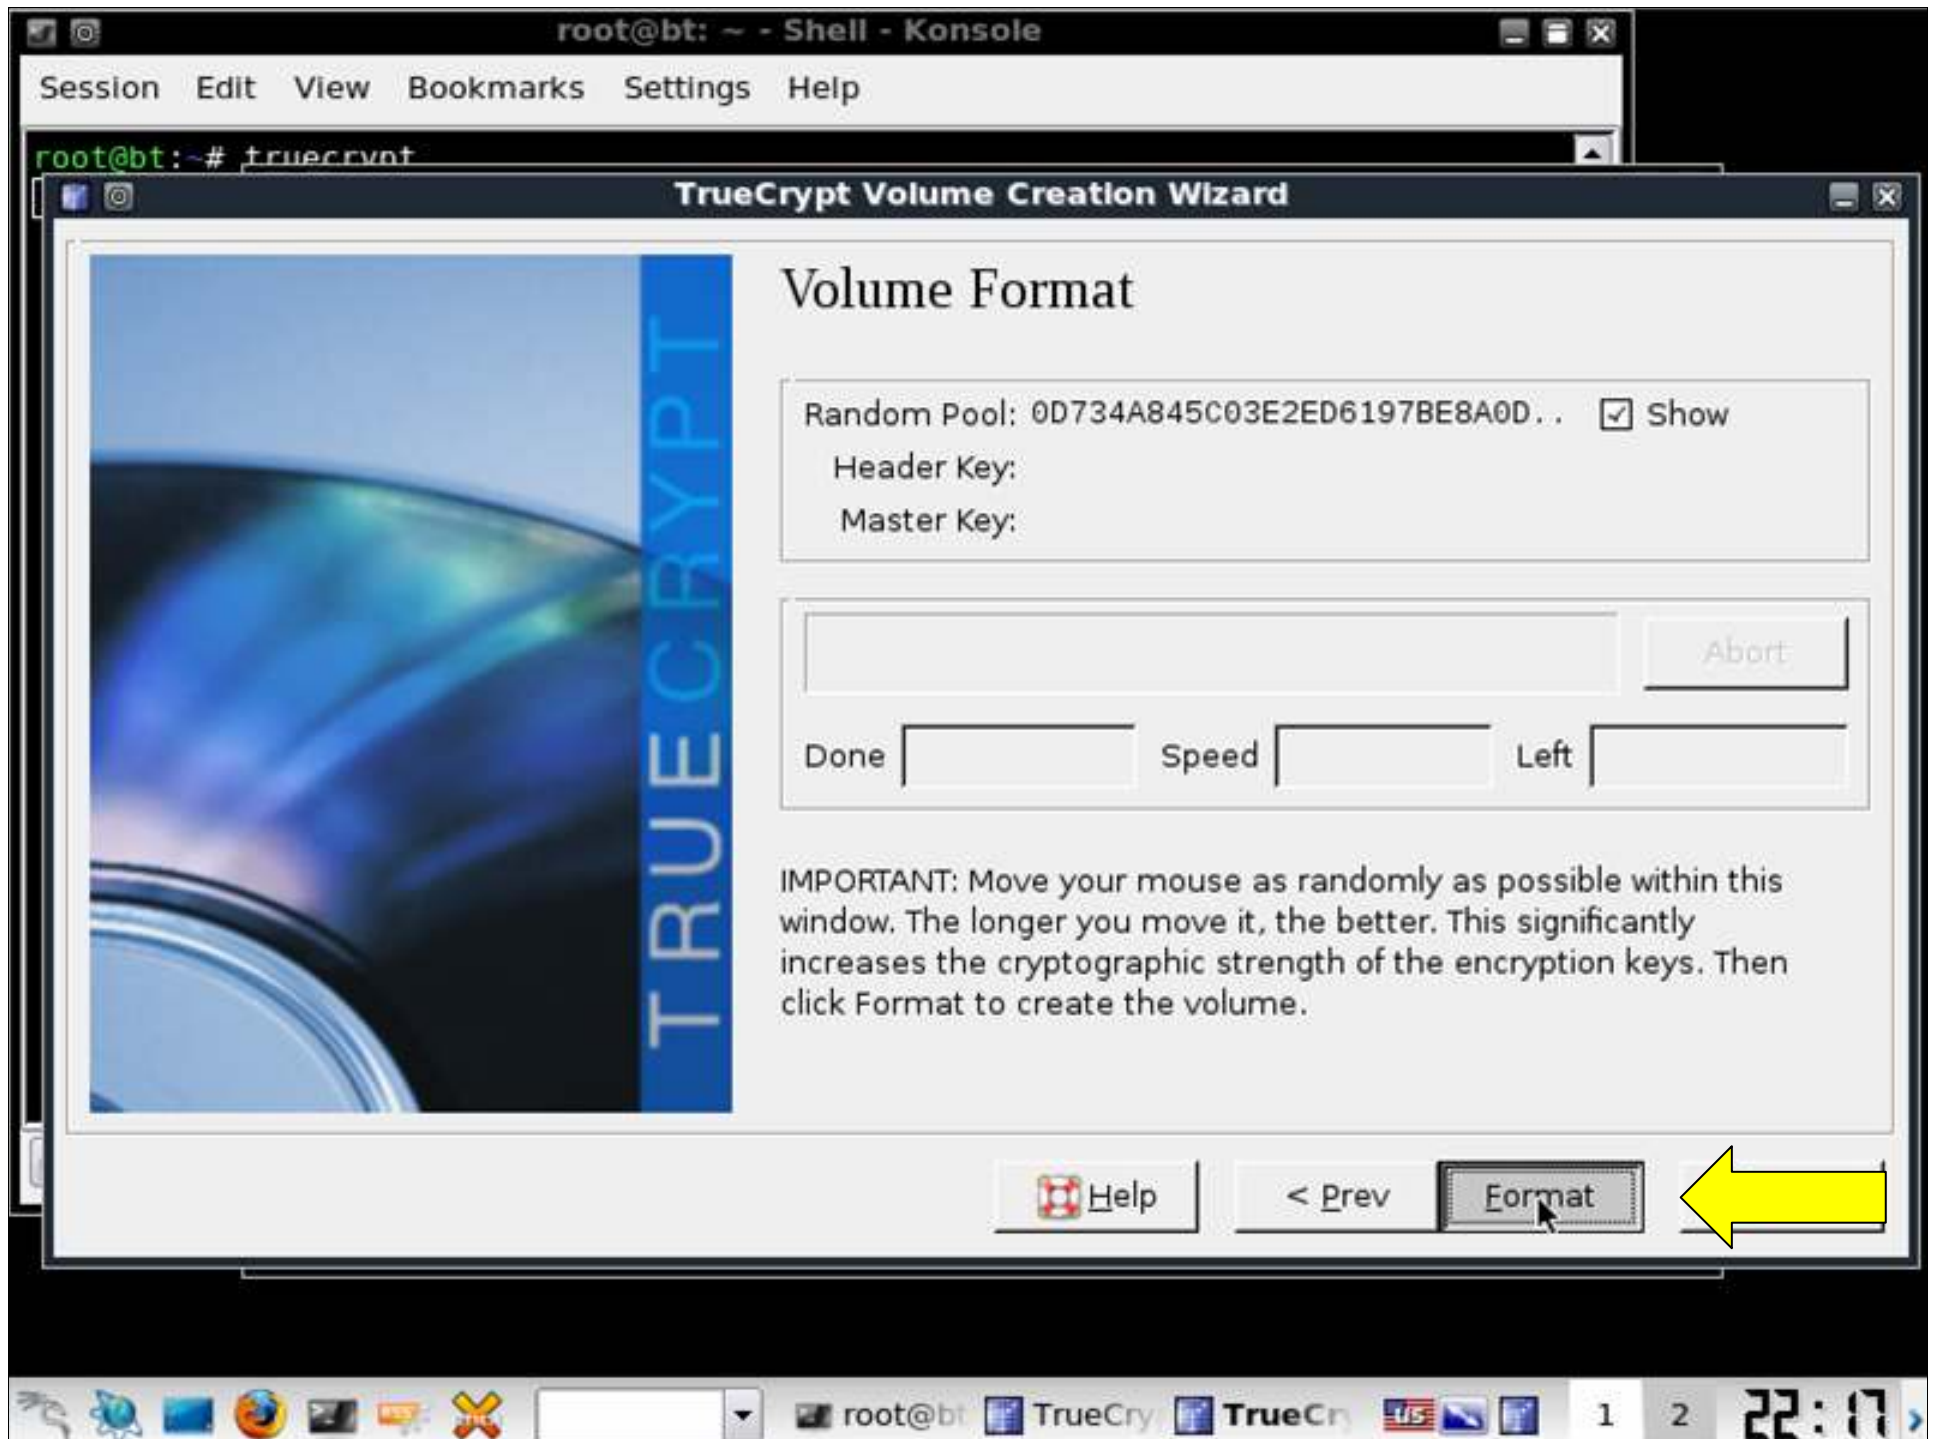 root@bt: ~ - Shell - Konsole
Session Edit View Bookmarks Settings Help
root@bt:~# truecrypt
TrueCrypt Volume Creation Wizard
TRUECRYPT
Volume Format
Random Pool: 0D734A845C03E2ED6197BE8A0D.. Show
Header Key:
Master Key:
Abort
Done Speed Left
IMPORTANT: Move your mouse as randomly as possible within this
window. The longer you move it, the better. This significantly
increases the cryptographic strength of the encryption keys. Then
click Format to create the volume.
Help < Prev Format
root@bt TrueCry TrueCr US 1 2 22:17